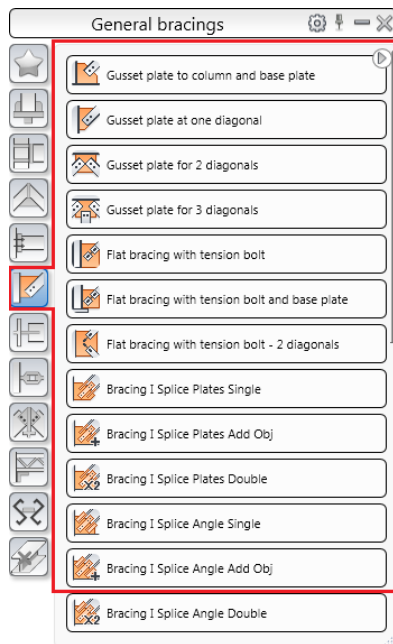 General bracings
Gusset plate to column and base plate
Gusset plate at one diagonal
Gusset plate for 2 diagonals
Gusset plate for 3 diagonals
Flat bracing with tension bolt
Flat bracing with tension bolt and base plate
Flat bracing with tension bolt - 2 diagonals
Bracing I Splice Plates Single
Bracing I Splice Plates Add Obj
X2 Bracing I Splice Plates Double
Bracing I Splice Angle Single
Bracing I Splice Angle Add Obj
X2 Bracing I Splice Angle Double